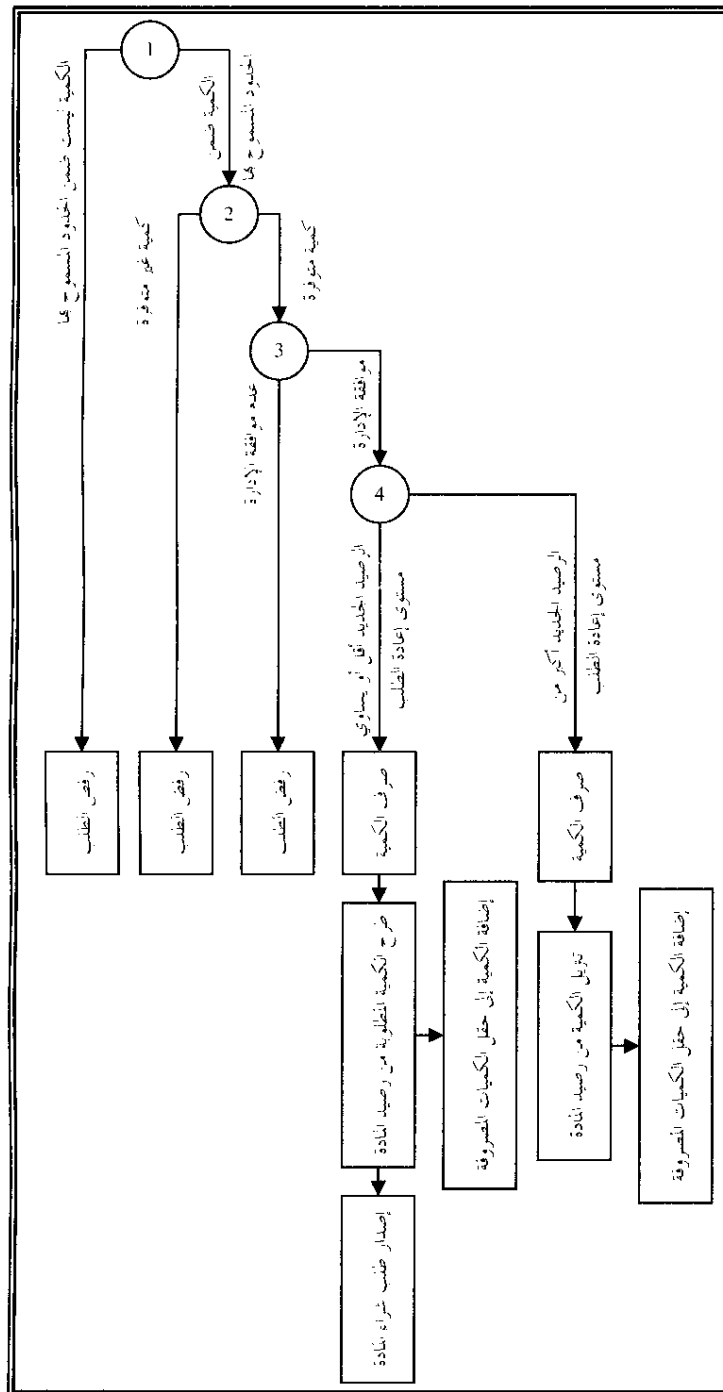 1
الكمية ليست ضمن الحدود المسموح بها
الكمية ضمن
الحدود المسموح بها
2
كمية غير متوفرة
كمية متوفرة
3
عدم موافقة الإدارة
موافقة الإدارة
4
الرصيد الجديد أقل أو يساوي
مستوى إعادة الطلب
الرصيد الجديد أكبر من
مستوى إعادة الطلب
رفض الطلب
رفض الطلب
رفض الطلب
صرف الكمية
صرف الكمية
طرح الكمية المطلوبة من رصيد المادة
إضافة الكمية إلى حقل الكميات المصروفة
تنزيل الكمية من رصيد المادة
إضافة الكمية إلى حقل الكميات المصروفة
إصدار طلب شراء المادة